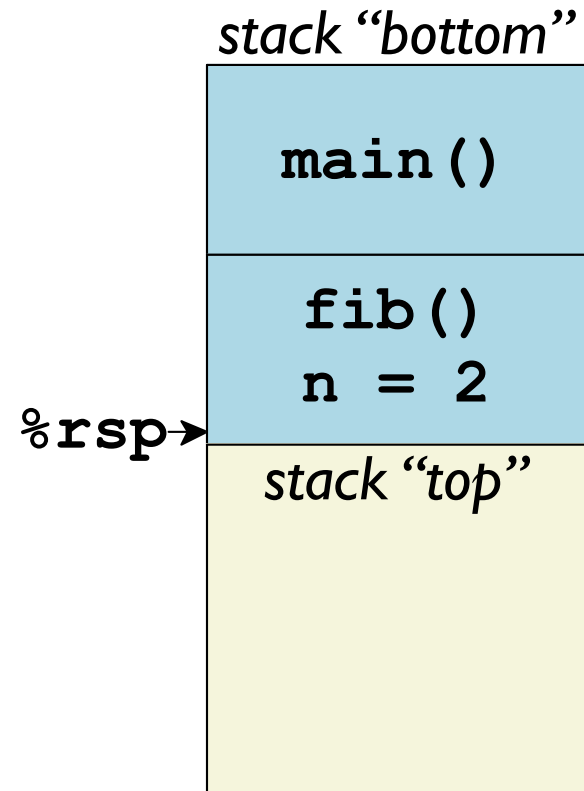 stack “bottom”
main()
fib()
n = 2
%rsp
stack “top”